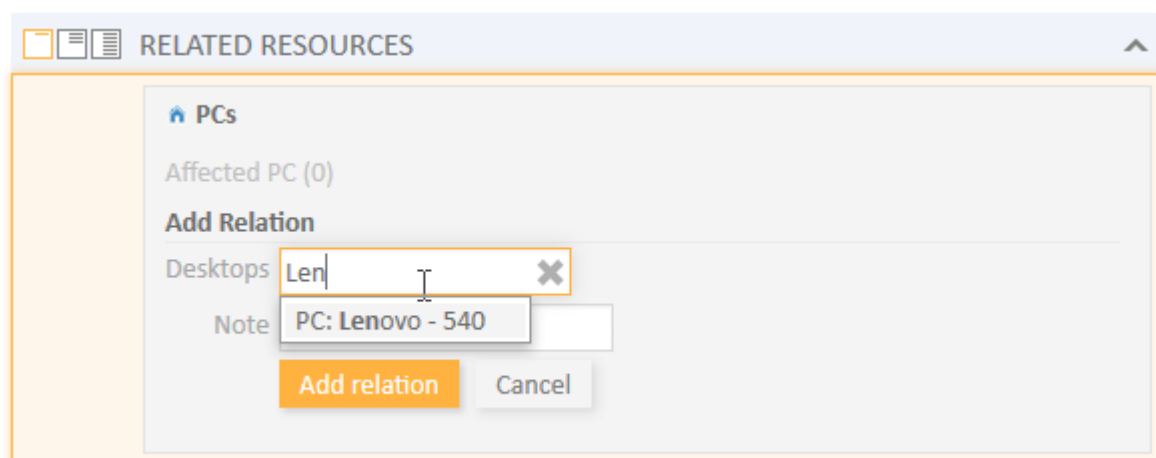 RELATED RESOURCES
PCs
Affected PC (0)
Add Relation
Desktops Len
Note PC: Lenovo - 540
Add relation Cancel